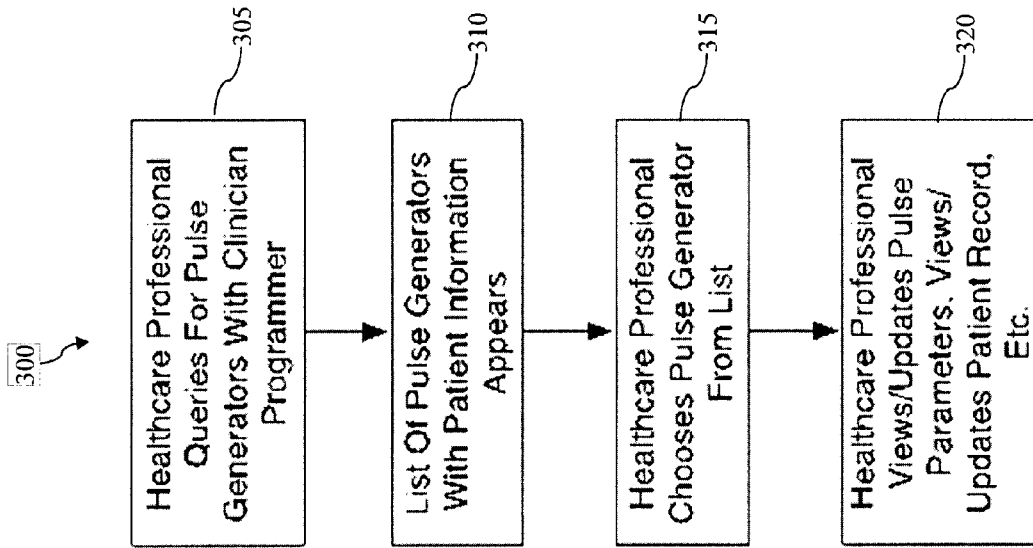 300
Healthcare Professional
Queries For Pulse
Generators With Clinician
Programmer
305
List Of Pulse Generators
With Patient Information
Appears
310
Healthcare Professional
Chooses Pulse Generator
From List
315
Healthcare Professional
Views/Updates Pulse
Parameters. Views/
Updates Patient Record,
Etc.
320